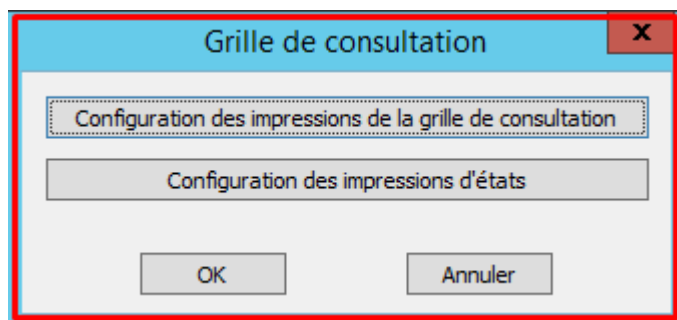 Grille de consultation
x
Configuration des impressions de la grille de consultation
Configuration des impressions d'états
OK Annuler